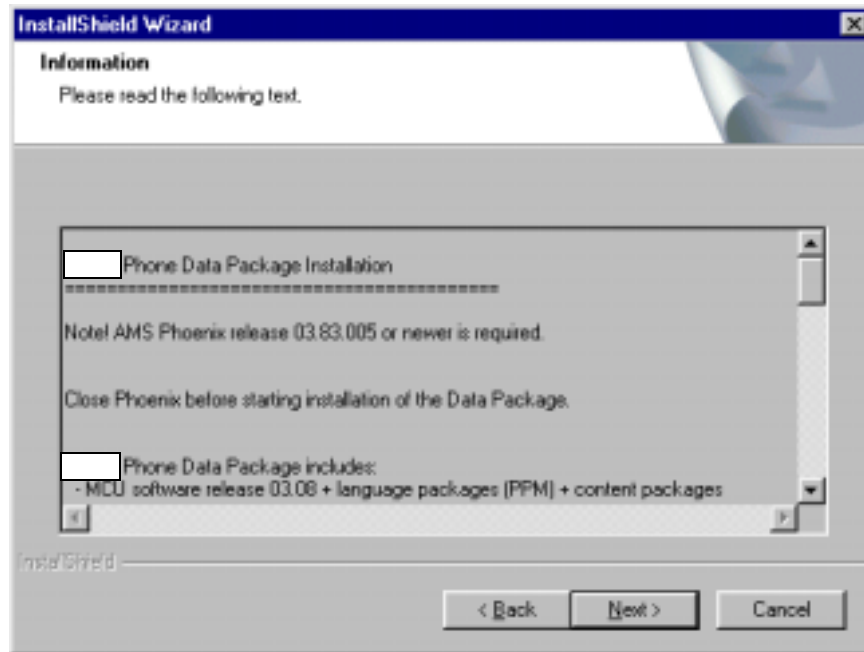 InstallShield Wizard
Information
Please read the following text.
Phone Data Package Installation
==========================================
Note! AMS Phoenix release 03.83.005 or newer is required.
Close Phoenix before starting installation of the Data Package.
Phone Data Package includes:
- MCU software release 03.08 + language packages (PPM) + content packages
InstallShield
< Back
Next >
Cancel